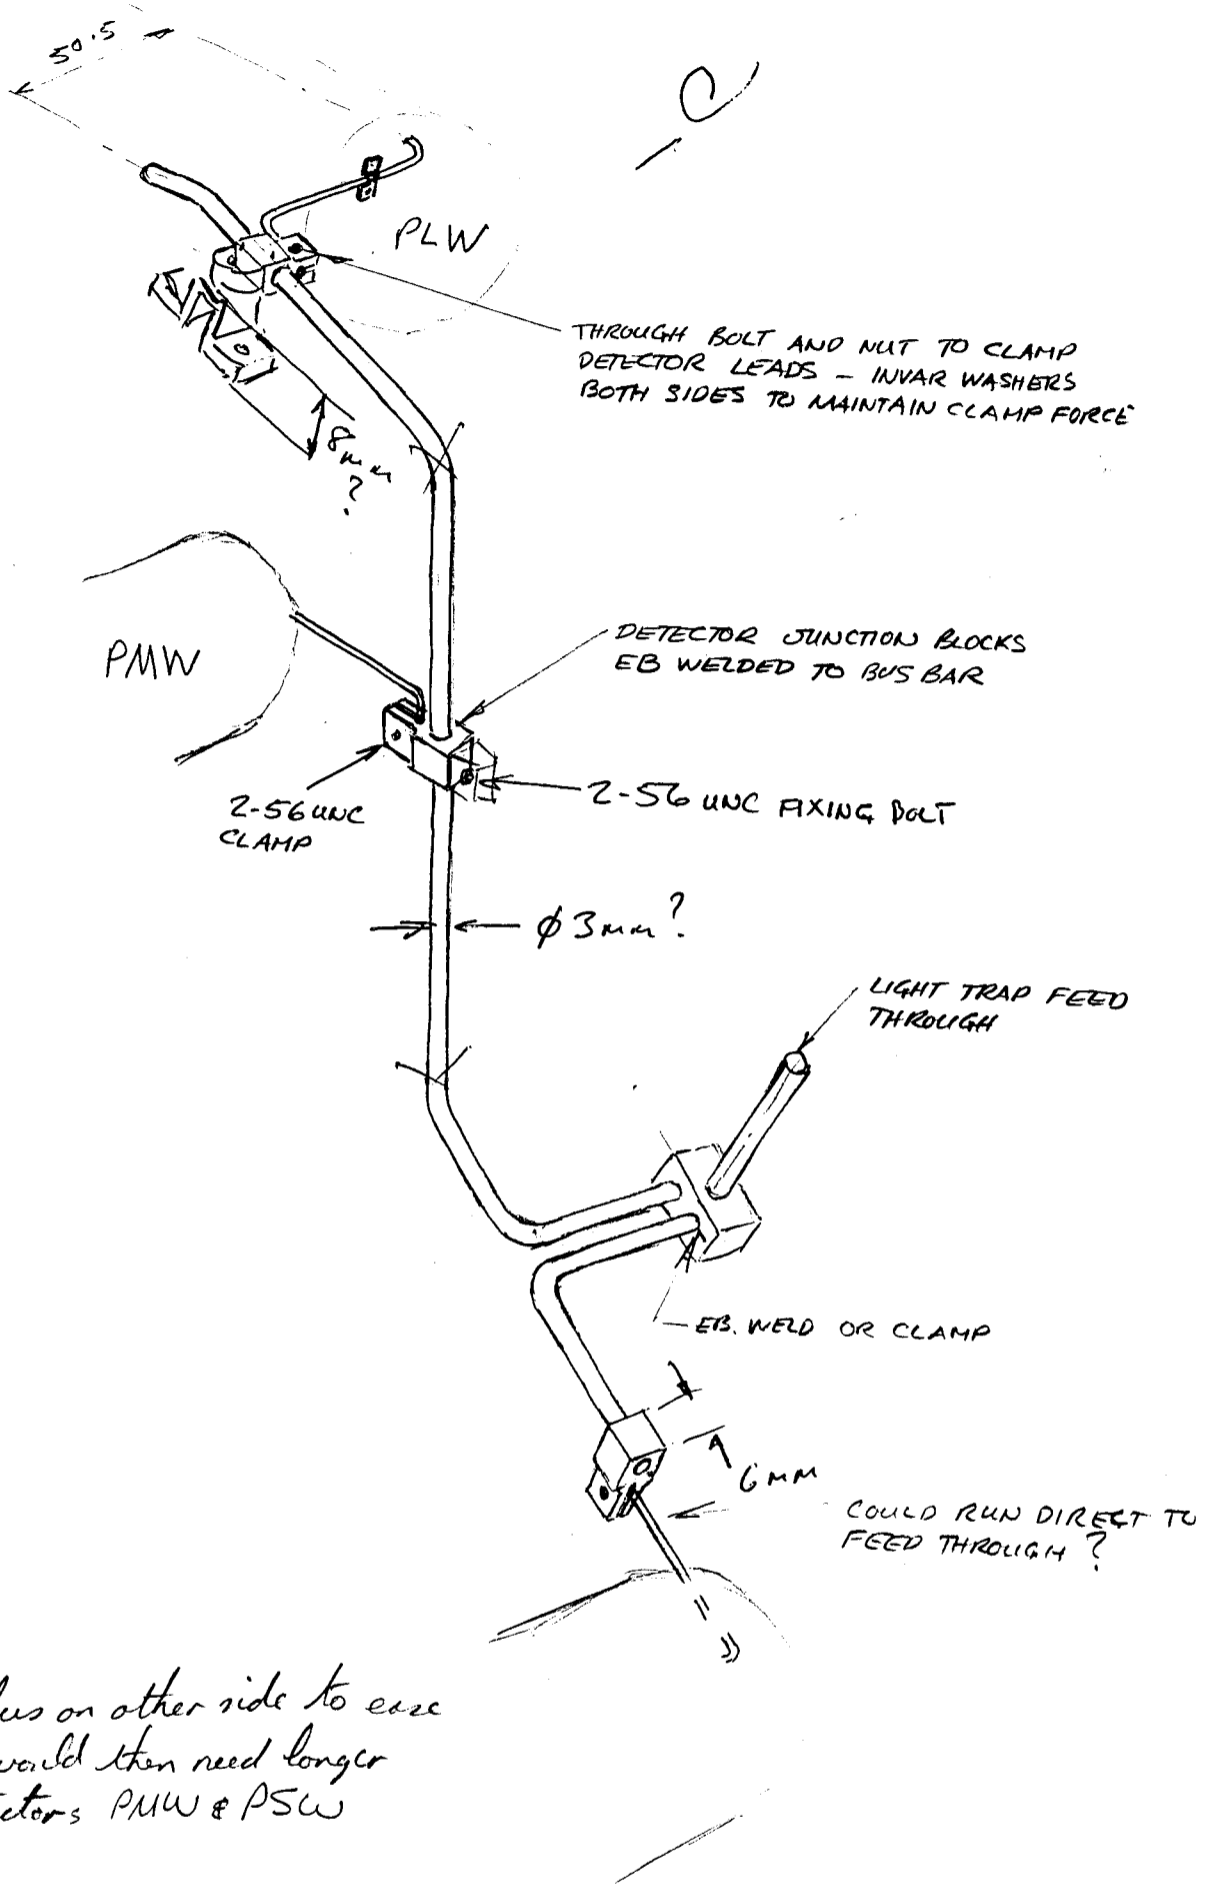 50.5
-C
PLW
THROUGH BOLT AND NUT TO CLAMP
DETECTOR LEADS - INVAR WASHERS
BOTH SIDES TO MAINTAIN CLAMP FORCE
8mm
?
PMW
DETECTOR JUNCTION BLOCKS
EB WELDED TO BUS BAR
2-56 UNC
CLAMP
2-56 UNC FIXING BOLT
ϕ3mm?
LIGHT TRAP FEED
THROUGH
EB. WELD OR CLAMP
6mm
COULD RUN DIRECT TO
FEED THROUGH ?
on other side to ease
would then need longer
PMW & PSW